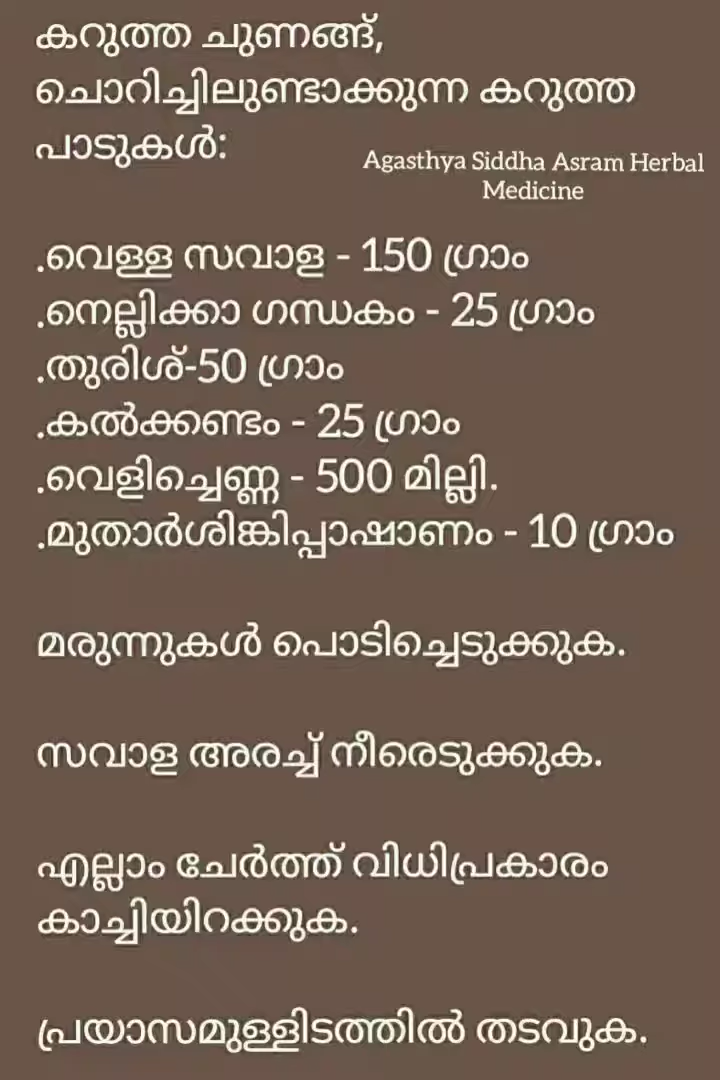 കറുത്ത ചുണങ്ങ്,
ചൊറിച്ചിലുണ്ടാക്കുന്ന കറുത്ത
പാടുകൾ:
Agasthya Siddha Asram Herbal
Medicine
.വെള്ള സവാള - 150 ഗ്രാം
.നെല്ലിക്കാ ഗന്ധകം - 25 ഗ്രാം
.തുരിശ്-50 ഗ്രാം
.കൽക്കണ്ടം - 25 ഗ്രാം
.വെളിച്ചെണ്ണ - 500 മില്ലി.
.മുതാർശിങ്കിപ്പാഷാണം - 10 ഗ്രാം
മരുന്നുകൾ പൊടിച്ചെടുക്കുക.
സവാള അരച്ച് നീരെടുക്കുക.
എല്ലാം ചേർത്ത് വിധിപ്രകാരം
കാച്ചിയിറക്കുക.
പ്രയാസമുള്ളിടത്തിൽ തടവുക.